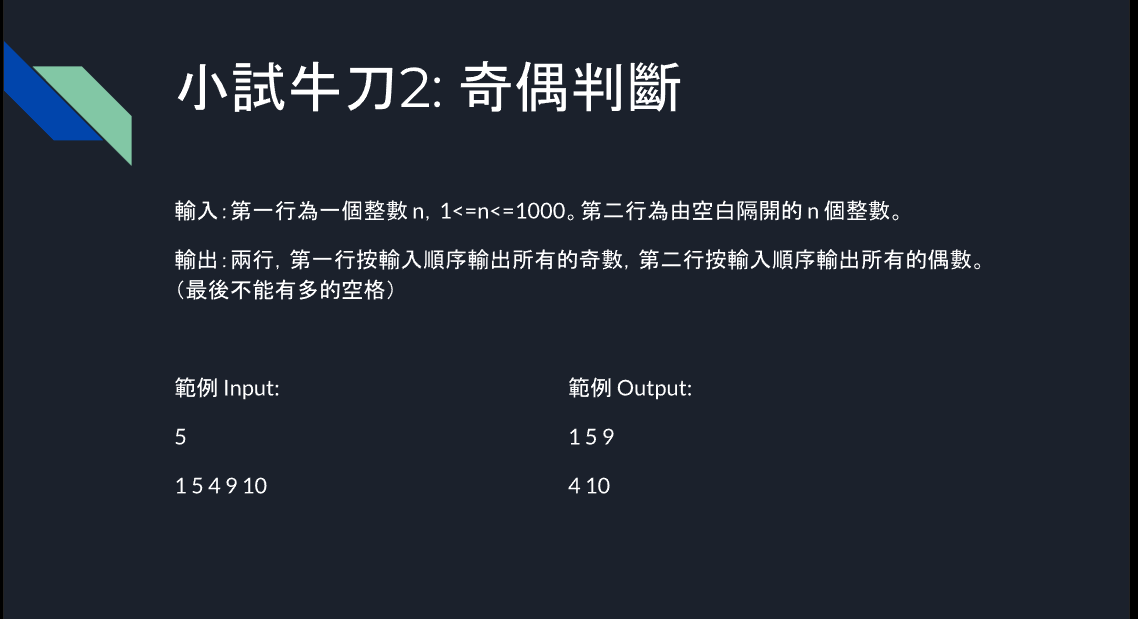 小試牛刀2: 奇偶判斷
輸入：第一行為一個整數 n，1<=n<=1000。第二行為由空白隔開的 n 個整數。
輸出：兩行，第一行按輸入順序輸出所有的奇數，第二行按輸入順序輸出所有的偶數。
（最後不能有多的空格）
範例 Input:
5
1 5 4 9 10
範例 Output:
1 5 9
4 10